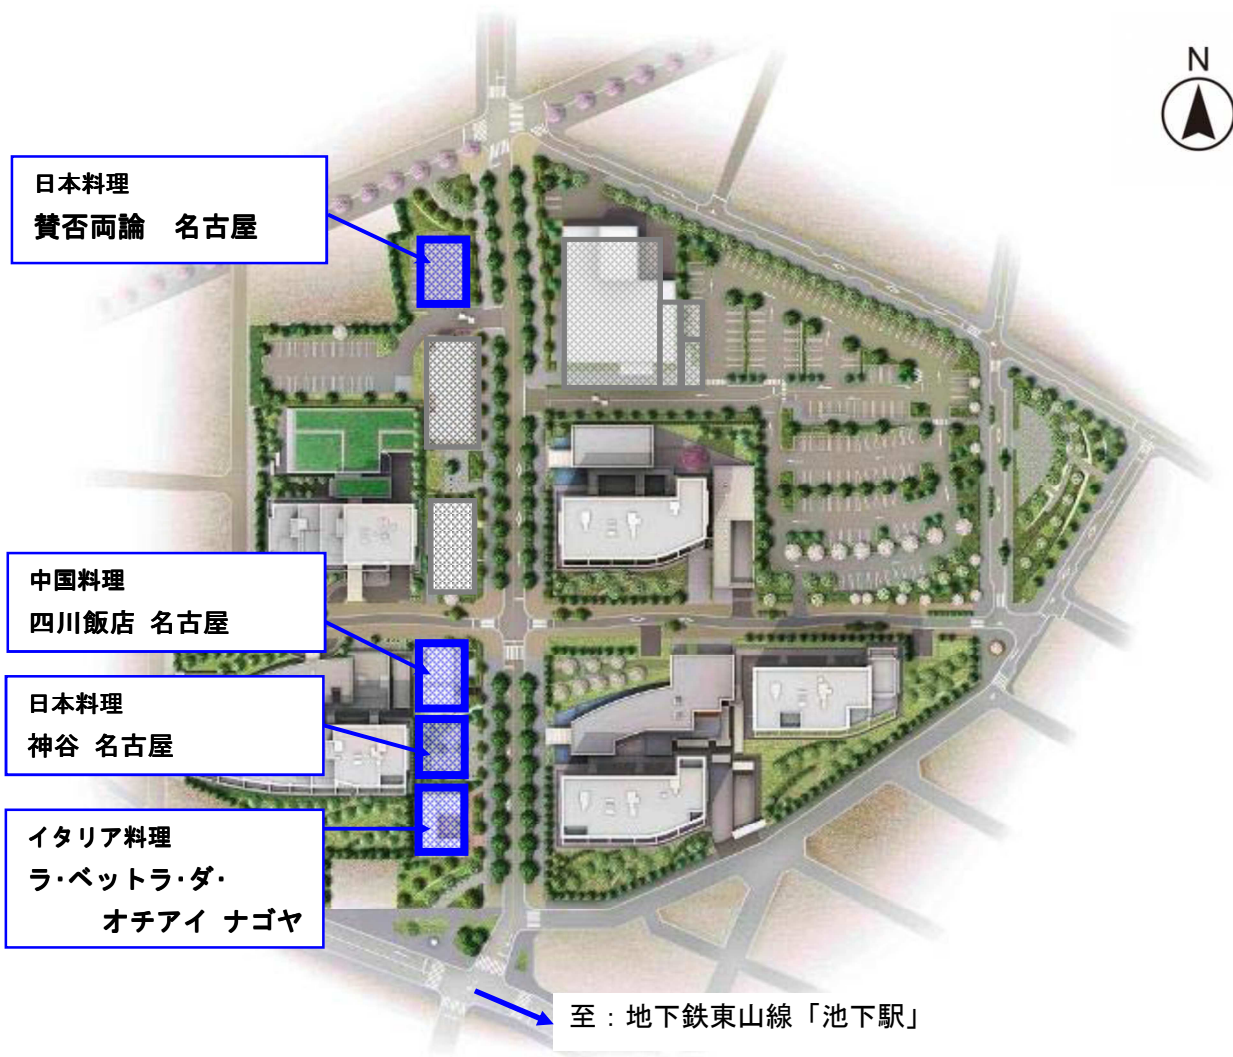 N
日本料理
賛否両論　名古屋
中国料理
四川飯店 名古屋
日本料理
神谷 名古屋
イタリア料理
ラ・ベットラ・ダ・
オチアイ ナゴヤ
至：地下鉄東山線「池下駅」